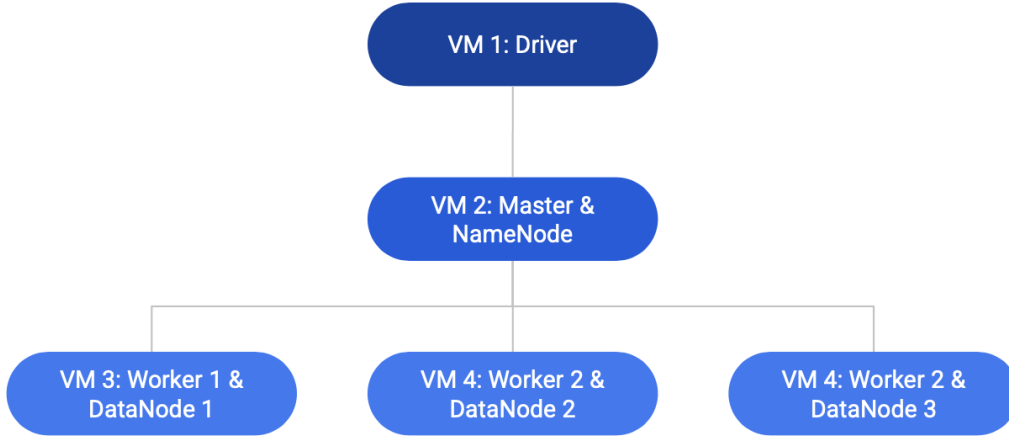 VM 1: Driver
VM 2: Master &
NameNode
VM 3: Worker 1 &
DataNode 1
VM 4: Worker 2 &
DataNode 2
VM 4: Worker 2 &
DataNode 3